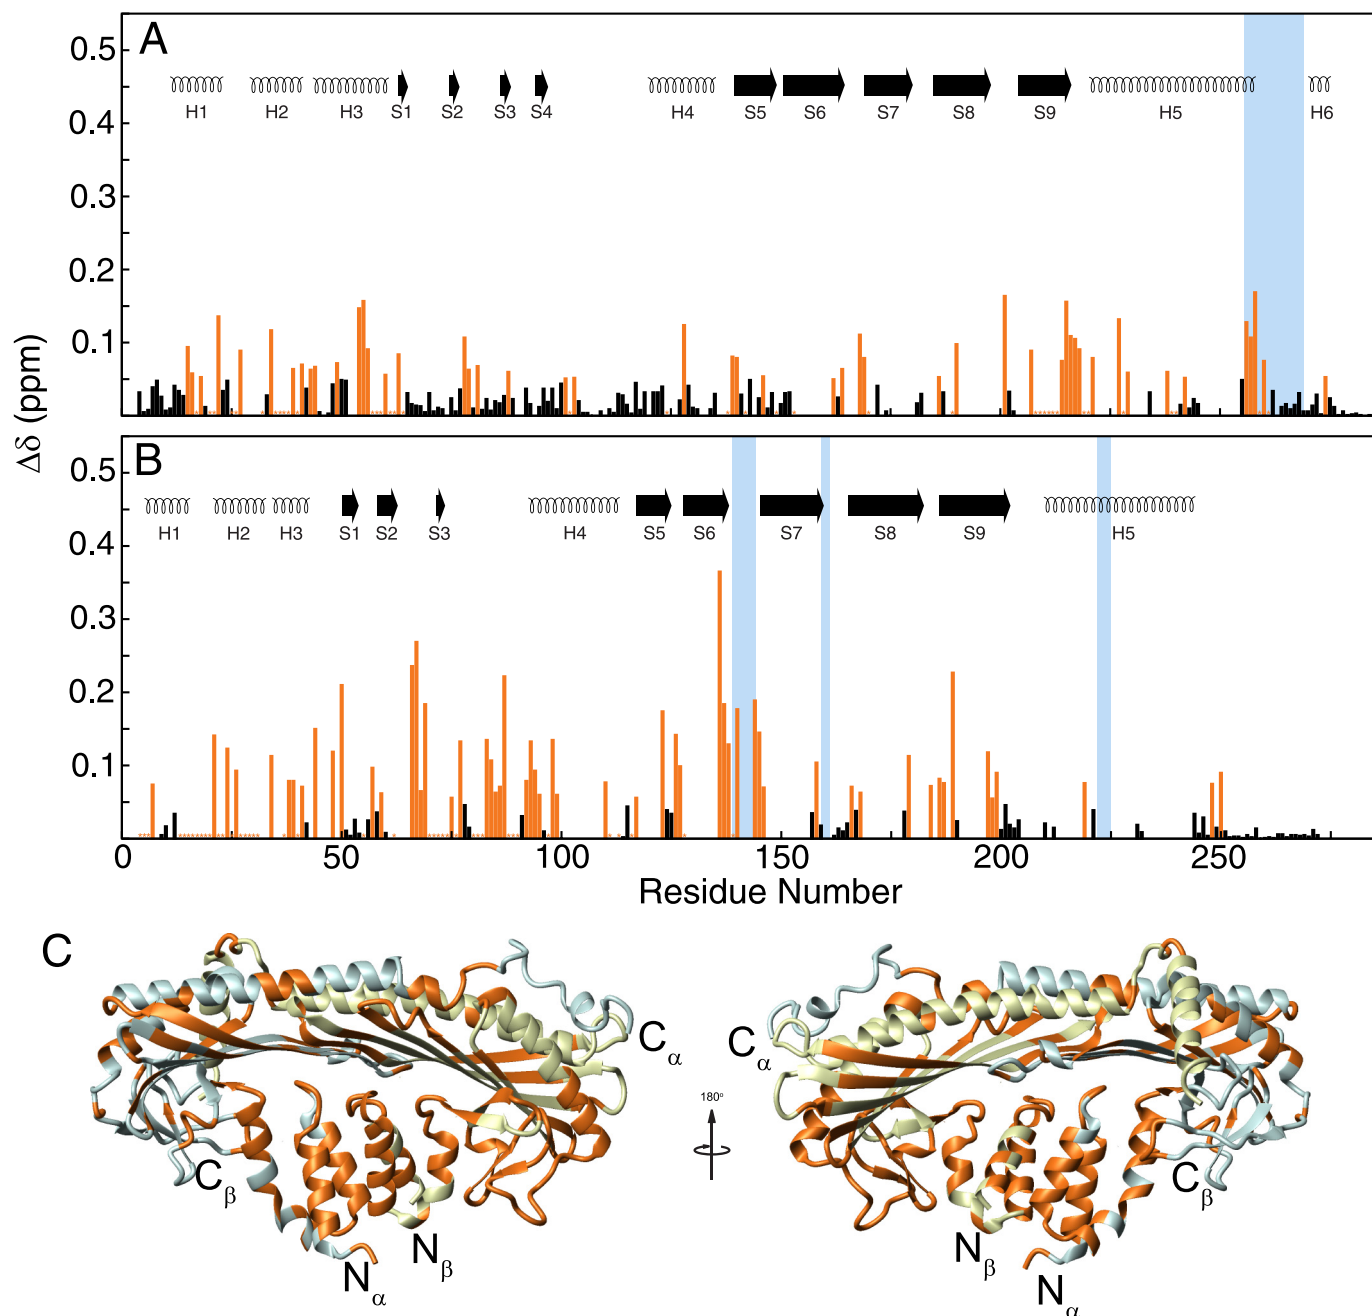 A
0.5
0.4
0.3
0.2
0.1
H1 H2 H3 S1 S2 S3 S4 H4 S5 S6 S7 S8 S9 H5 H6
Δδ (ppm)
B
0.5
0.4
0.3
0.2
0.1
H1 H2 H3 S1 S2 S3 H4 S5 S6 S7 S8 S9 H5
0 50 100 150 200 250
Residue Number
C
Cα
Cβ
Nβ
Nα
180°
Cα
Cβ
Nβ
Nα